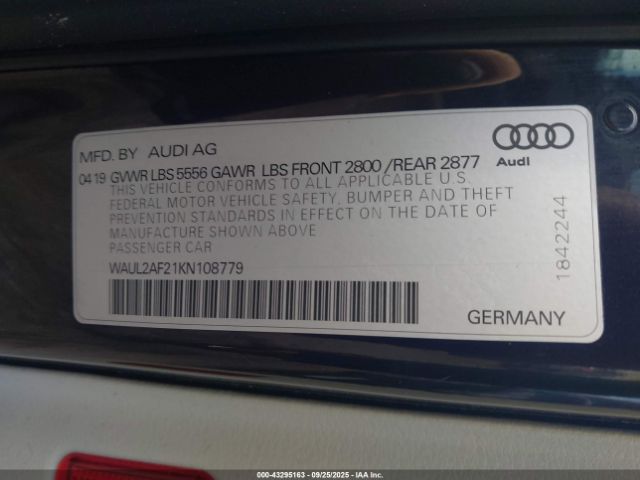 MFD. BY AUDI AG
04 19 GVWR LBS 5556 GAWR LBS FRONT 2800 / REAR 2877
Audi
THIS VEHICLE CONFORMS TO ALL APPLICABLE U.S.
FEDERAL MOTOR VEHICLE SAFETY, BUMPER AND THEFT
PREVENTION STANDARDS IN EFFECT ON THE DATE OF
MANUFACTURE SHOWN ABOVE
PASSENGER CAR
WAUL2AF21KN108779
1842244
GERMANY
000-43295163 - 09/25/2025 - IAAI.com